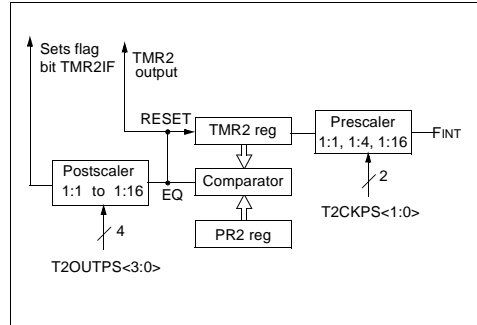 Sets flag
bit TMR2IF
TMR2
output
RESET
TMR2 reg
Prescaler
1:1, 1:4, 1:16
FINT
Postscaler
1:1 to 1:16
EQ
Comparator
2
T2CKPS<1:0>
4
PR2 reg
T2OUTPS<3:0>